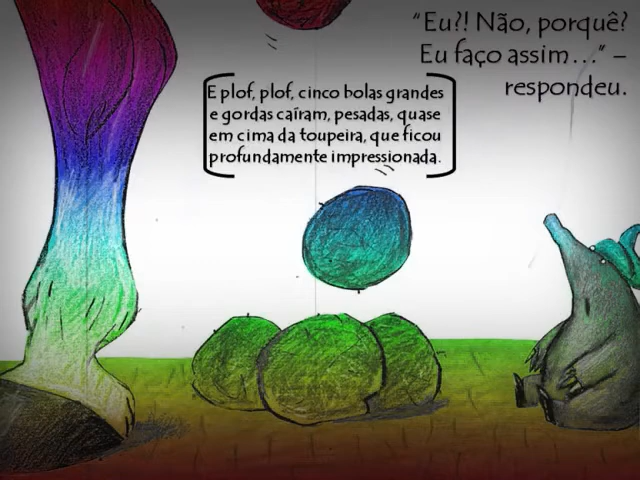 "Eu?! Não, porquê?
Eu faço assim…" –
respondeu.
E plof, plof, cinco bolas grandes
e gordas caíram, pesadas, quase
em cima da toupeira, que ficou
profundamente impressionada.